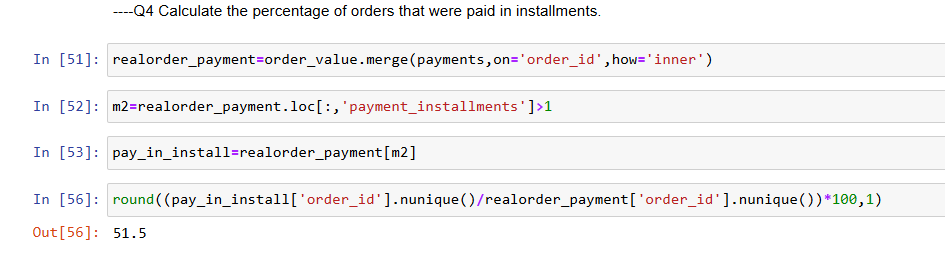 ----Q4 Calculate the percentage of orders that were paid in installments.
In [51]: realorder_payment=order_value.merge(payments,on='order_id',how='inner')
In [52]: m2=realorder_payment.loc[:,'payment_installments']>1
In [53]: pay_in_install=realorder_payment[m2]
In [56]: round((pay_in_install['order_id'].nunique()/realorder_payment['order_id'].nunique())*100,1)
Out[56]: 51.5